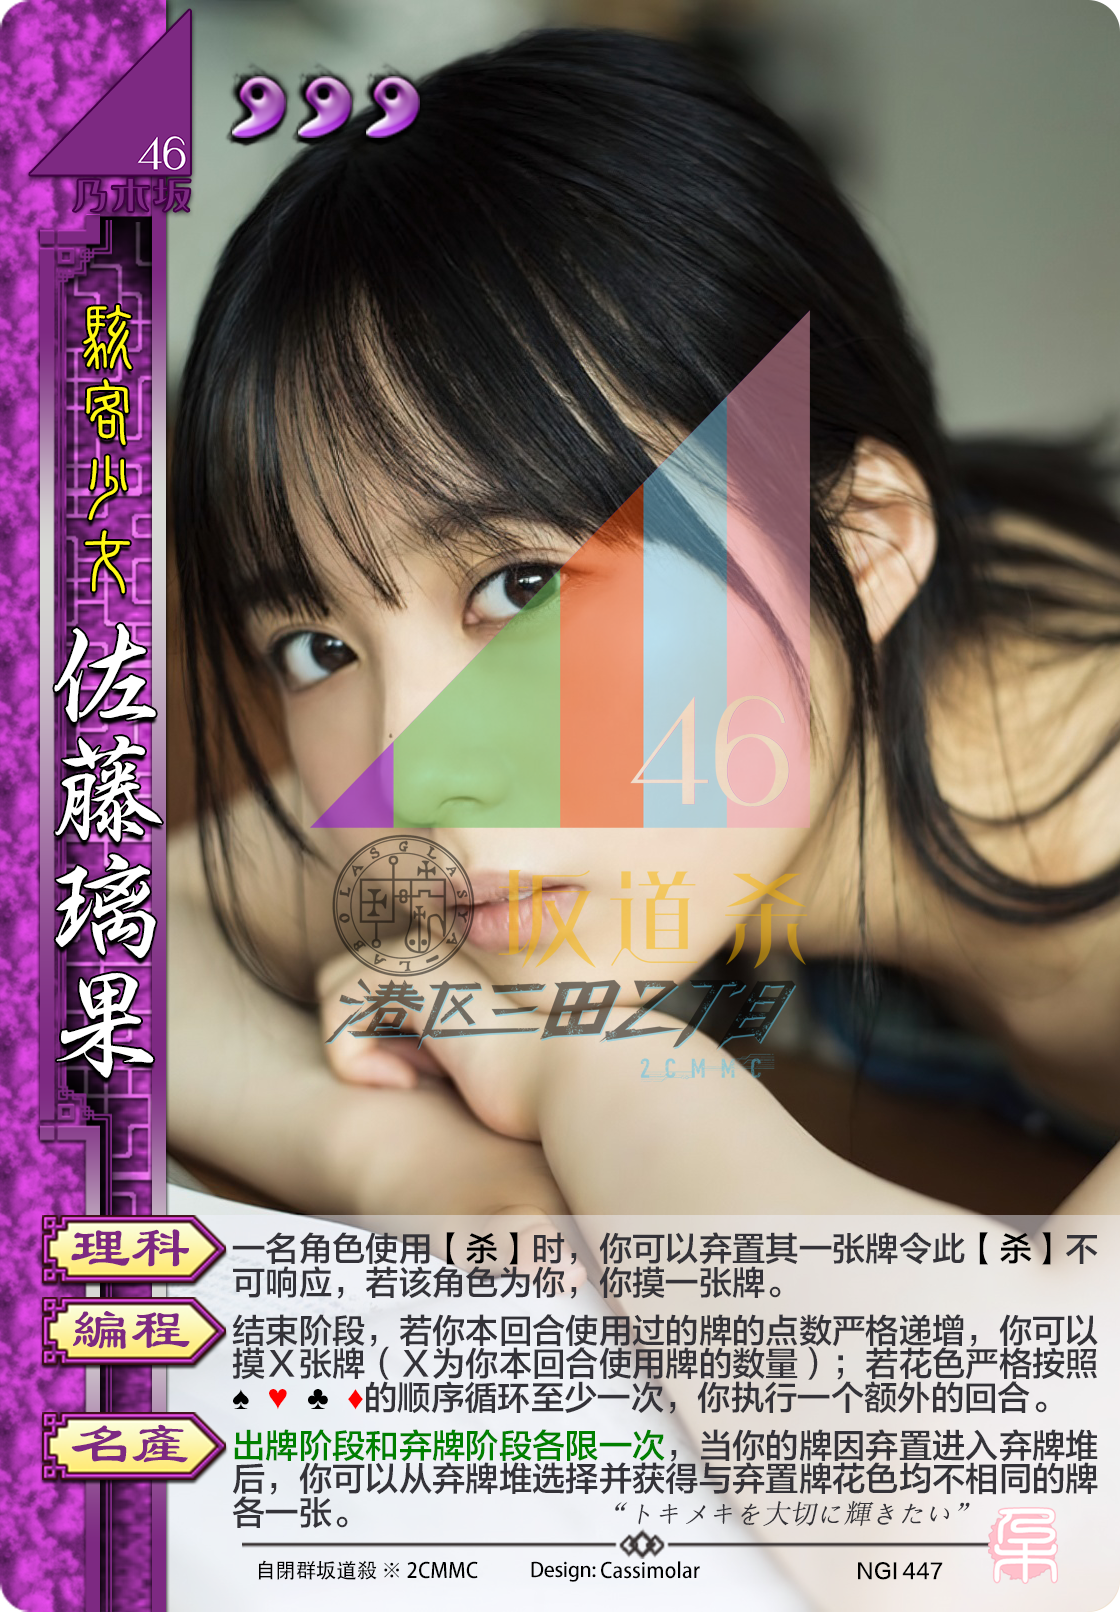 46
乃木坂
駭客少女
佐藤璃果
46
GLASYA LABOLAS
坂道杀
港区三田2丁目
2CMMC
理科
一名角色使用【杀】时，你可以弃置其一张牌令此【杀】不
可响应，若该角色为你，你摸一张牌。
編程
结束阶段，若你本回合使用过的牌的点数严格递增，你可以
摸X张牌（X为你本回合使用牌的数量）；若花色严格按照
♠ ♥ ♣ ♦的顺序循环至少一次，你执行一个额外的回合。
名產
出牌阶段和弃牌阶段各限一次，当你的牌因弃置进入弃牌堆
后，你可以从弃牌堆选择并获得与弃置牌花色均不相同的牌
各一张。
“トキメキを大切に輝きたい”
自閉群坂道殺 ※ 2CMMC
Design: Cassimolar
NGI 447